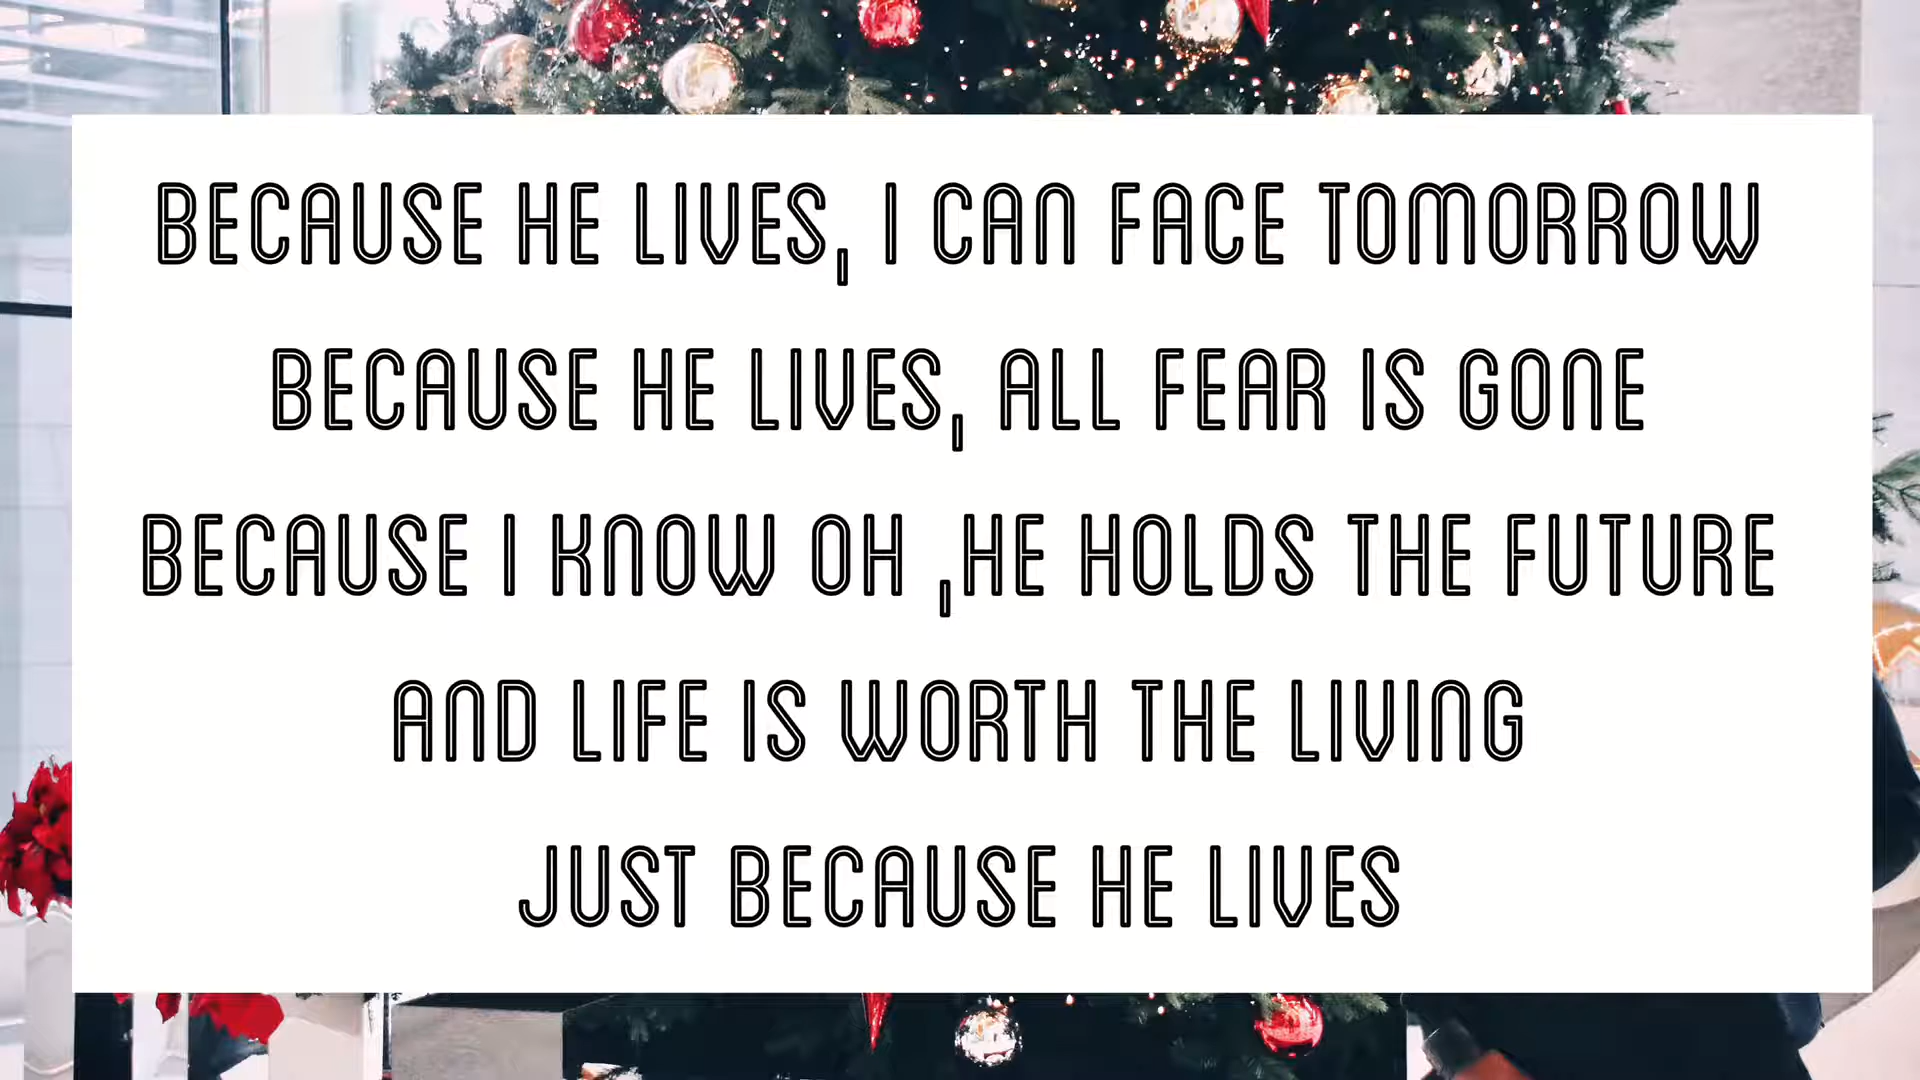 BECAUSE HE LIVES, I CAN FACE TOMORROW
BECAUSE HE LIVES, ALL FEAR IS GONE
BECAUSE I KNOW OH ,HE HOLDS THE FUTURE
AND LIFE IS WORTH THE LIVING
JUST BECAUSE HE LIVES